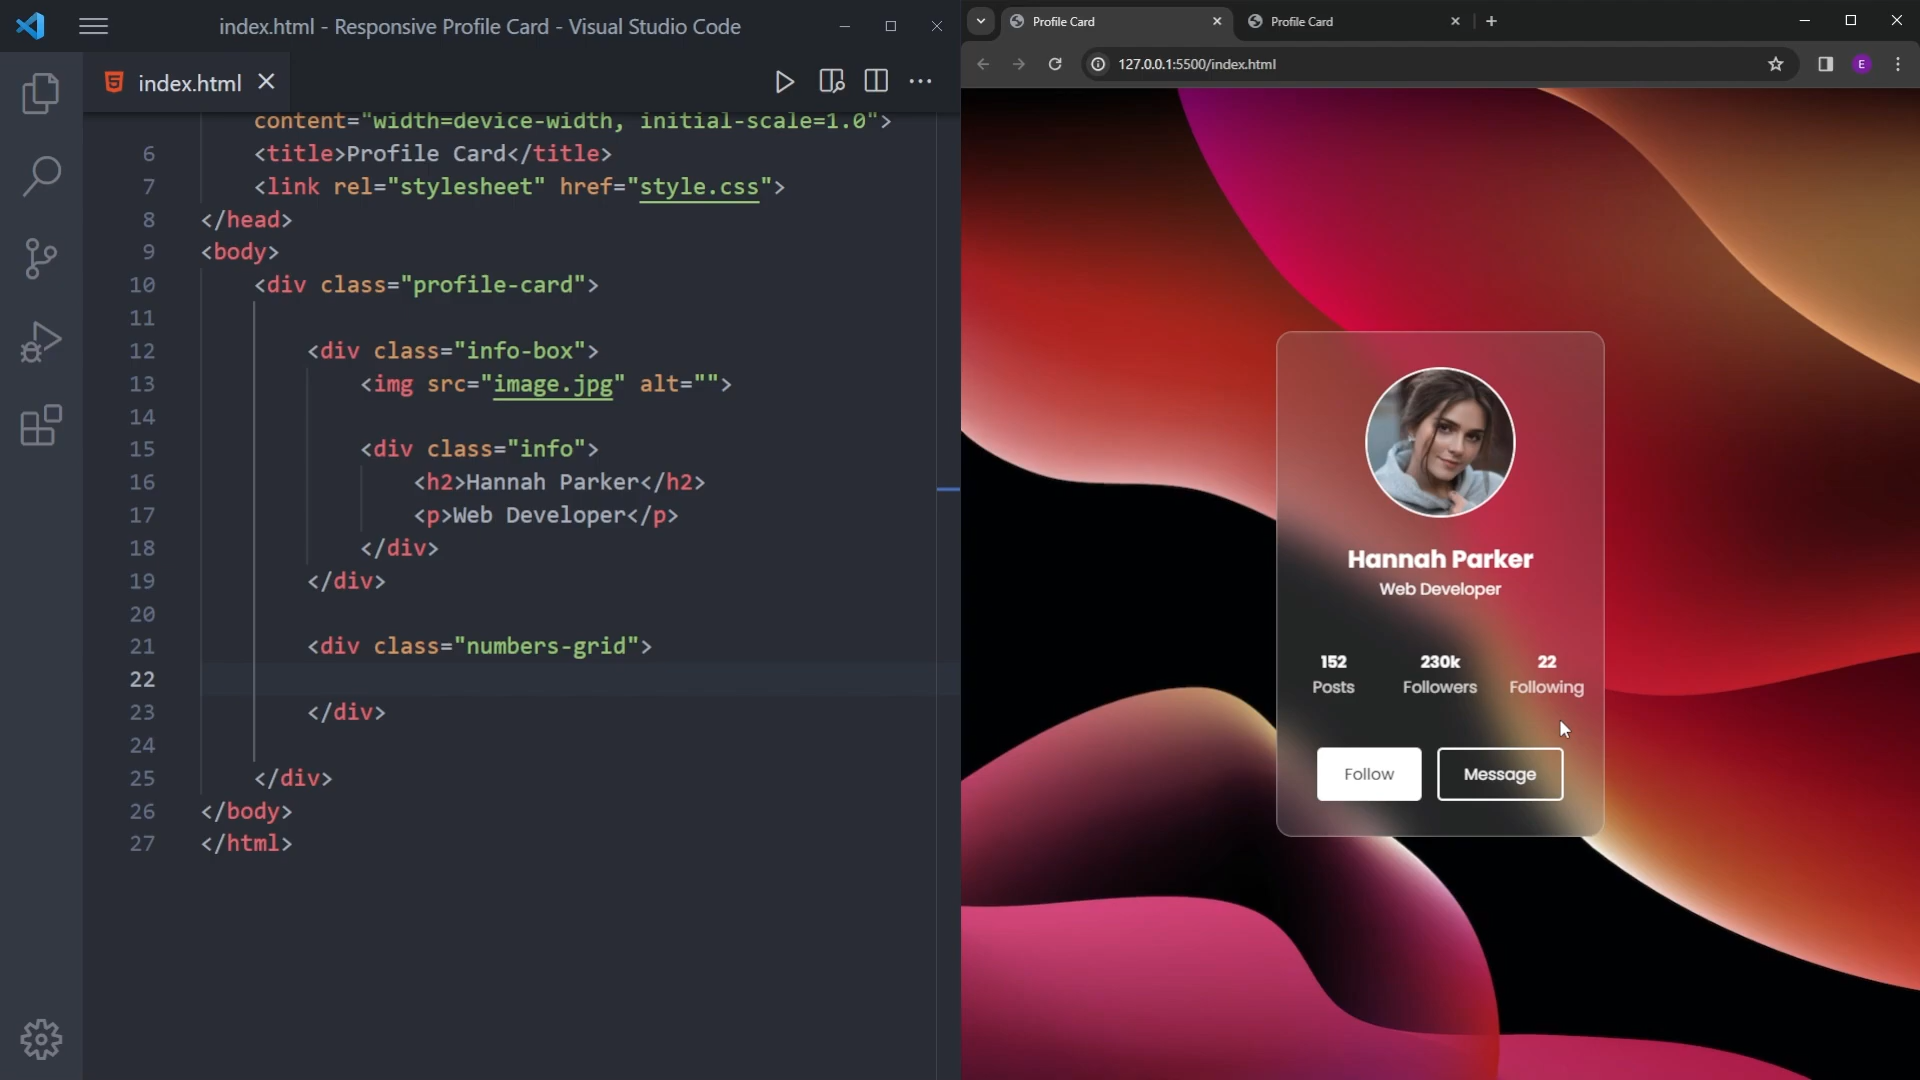 index.html - Responsive Profile Card - Visual Studio Code
index.html
content="width=device-width, initial-scale=1.0">
6 <title>Profile Card</title>
7 <link rel="stylesheet" href="style.css">
8 </head>
9 <body>
10 <div class="profile-card">
11
12 <div class="info-box">
13 <img src="image.jpg" alt="">
14
15 <div class="info">
16 <h2>Hannah Parker</h2>
17 <p>Web Developer</p>
18 </div>
19 </div>
20
21 <div class="numbers-grid">
22
23 </div>
24
25 </div>
26 </body>
27 </html>
Profile Card
Profile Card
127.0.0.1:5500/index.html
E
Hannah Parker
Web Developer
152 230k 22
Posts Followers Following
Follow Message